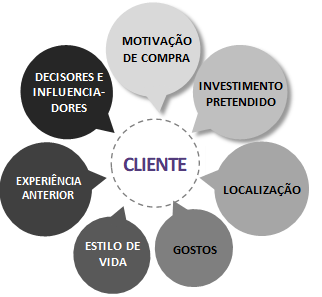 MOTIVAÇÃO
DE COMPRA
DECISORES E
INFLUENCIA-
DORES
INVESTIMENTO
PRETENDIDO
CLIENTE
EXPERIÊNCIA
ANTERIOR
LOCALIZAÇÃO
ESTILO DE
VIDA
GOSTOS